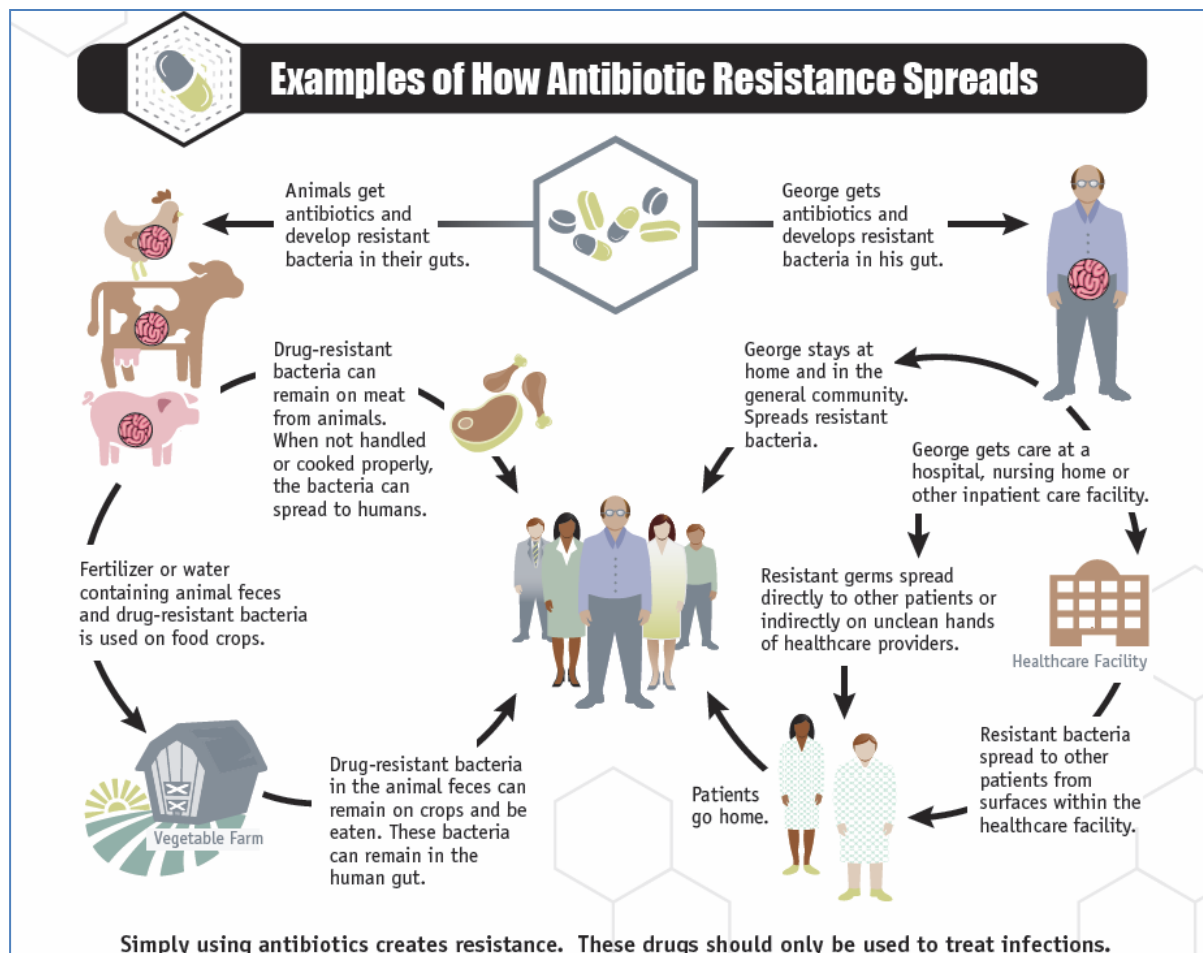 Examples of How Antibiotic Resistance Spreads
Animals get
antibiotics and
develop resistant
bacteria in their guts.
George gets
antibiotics and
develops resistant
bacteria in his gut.
Drug-resistant
bacteria can
remain on meat
from animals.
When not handled
or cooked properly,
the bacteria can
spread to humans.
George stays at
home and in the
general community.
Spreads resistant
bacteria.
George gets care at a
hospital, nursing home or
other inpatient care facility.
Fertilizer or water
containing animal feces
and drug-resistant bacteria
is used on food crops.
Resistant germs spread
directly to other patients or
indirectly on unclean hands
of healthcare providers.
Healthcare Facility
Vegetable Farm
Drug-resistant bacteria
in the animal feces can
remain on crops and be
eaten. These bacteria
can remain in the
human gut.
Patients
go home.
Resistant bacteria
spread to other
patients from
surfaces within the
healthcare facility.
Simply using antibiotics creates resistance. These drugs should only be used to treat infections.